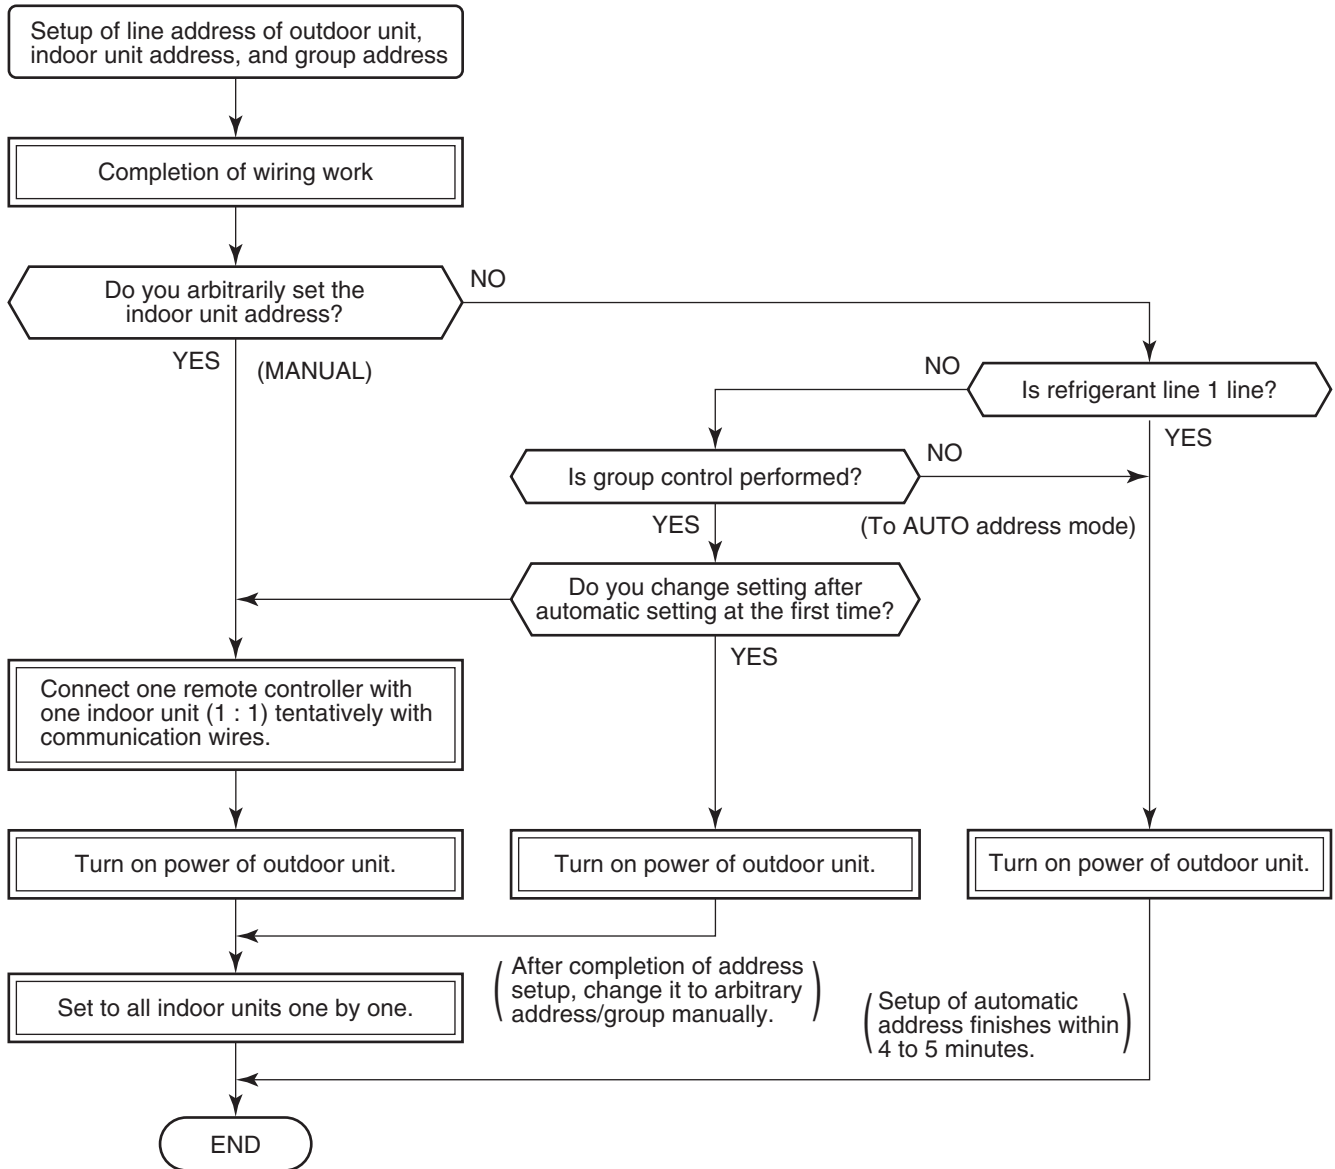 Setup of line address of outdoor unit,
indoor unit address, and group address
Completion of wiring work
Do you arbitrarily set the
indoor unit address?
NO
YES
(MANUAL)
NO
Is refrigerant line 1 line?
YES
Is group control performed?
NO
YES
(To AUTO address mode)
Do you change setting after
automatic setting at the first time?
YES
Connect one remote controller with
one indoor unit (1 : 1) tentatively with
communication wires.
Turn on power of outdoor unit.
Turn on power of outdoor unit.
Turn on power of outdoor unit.
(After completion of address
setup, change it to arbitrary
address/group manually.)
Set to all indoor units one by one.
(Setup of automatic
address finishes within
4 to 5 minutes.)
END